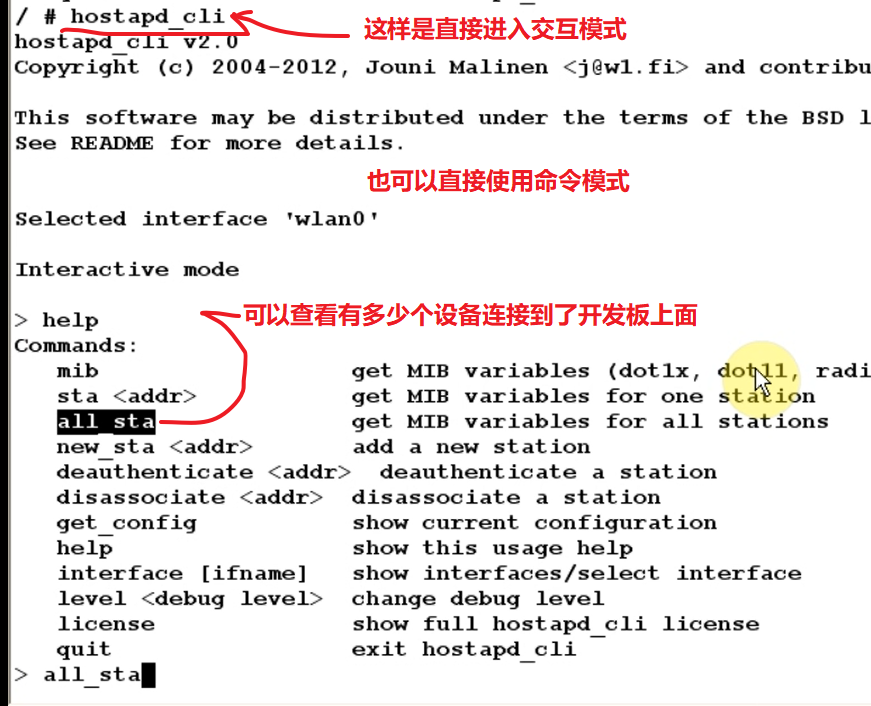 / # hostapd_cli
这样是直接进入交互模式
hostapd_cli v2.0
Copyright (c) 2004-2012, Jouni Malinen <j@w1.fi> and contribu
This software may be distributed under the terms of the BSD l
See README for more details.
也可以直接使用命令模式
Selected interface 'wlan0'
Interactive mode
可以查看有多少个设备连接到了开发板上面
> help
Commands:
mib get MIB variables (dot1x, dot11, radi
sta <addr> get MIB variables for one station
all_sta get MIB variables for all stations
new_sta <addr> add a new station
deauthenticate <addr> deauthenticate a station
disassociate <addr> disassociate a station
get_config show current configuration
help show this usage help
interface [ifname] show interfaces/select interface
level <debug level> change debug level
license show full hostapd_cli license
quit exit hostapd_cli
> all_sta